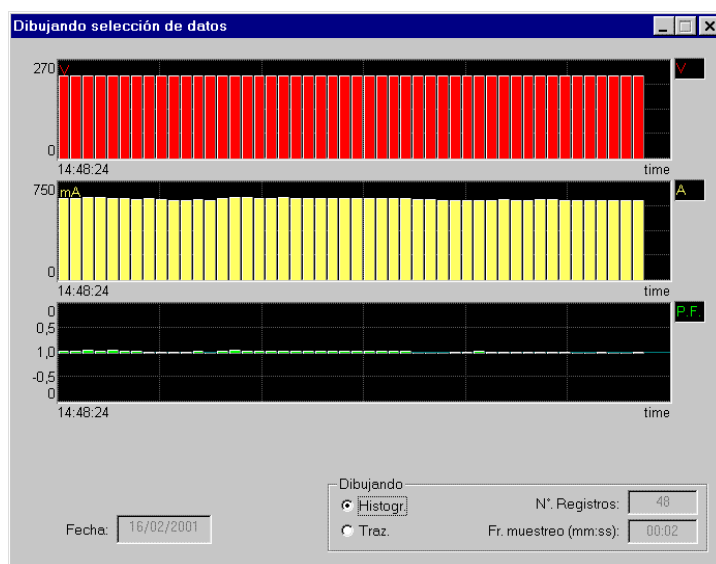 Dibujando selección de datos
270
V
V
0
14:48:24
time
750
mA
A
0
14:48:24
time
0
P.F.
0,5
1,0
-0,5
0
14:48:24
time
Dibujando
Histogr.
N°. Registros: 48
Fecha: 16/02/2001
Traz.
Fr. muestreo (mm:ss): 00:02